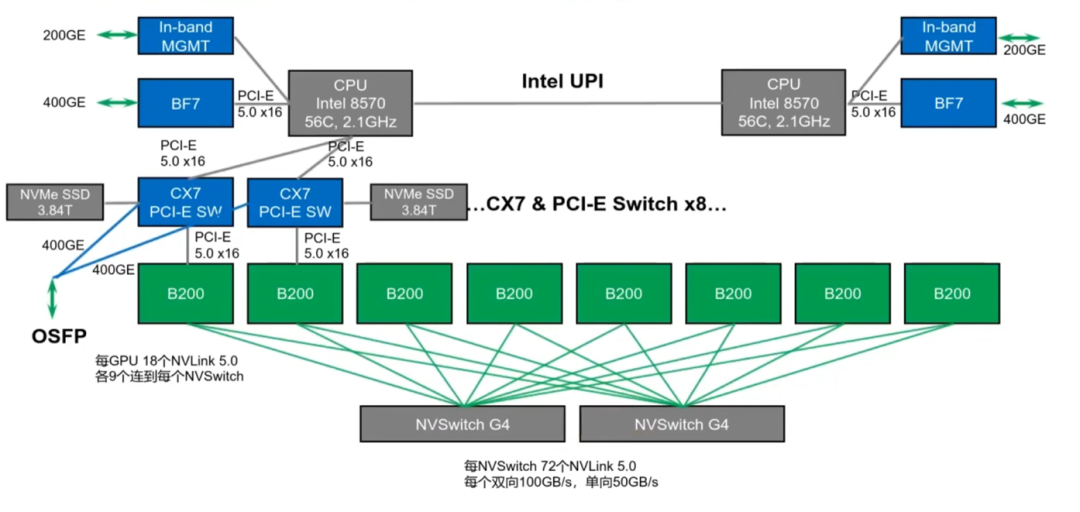 In-band
MGMT
200GE
BF7
400GE
PCI-E
5.0 x16
CPU
Intel 8570
56C, 2.1GHz
Intel UPI
CPU
Intel 8570
56C, 2.1GHz
In-band
MGMT
200GE
PCI-E
5.0 x16
BF7
400GE
PCI-E
5.0 x16
PCI-E
5.0 x16
NVMe SSD
3.84T
CX7
PCI-E SW
CX7
PCI-E SW
NVMe SSD
3.84T
...CX7 & PCI-E Switch x8...
400GE
400GE
PCI-E
5.0 x16
PCI-E
5.0 x16
B200
B200
B200
B200
B200
B200
B200
B200
OSFP
每GPU 18个NVLink 5.0
各9个连到每个NVSwitch
NVSwitch G4
NVSwitch G4
每NVSwitch 72个NVLink 5.0
每个双向100GB/s，单向50GB/s